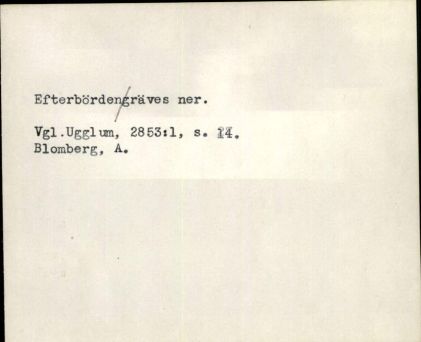 Efterbörden/gräves ner.
Vgl.Ugglum, 2853:1, s. 14.
Blomberg, A.